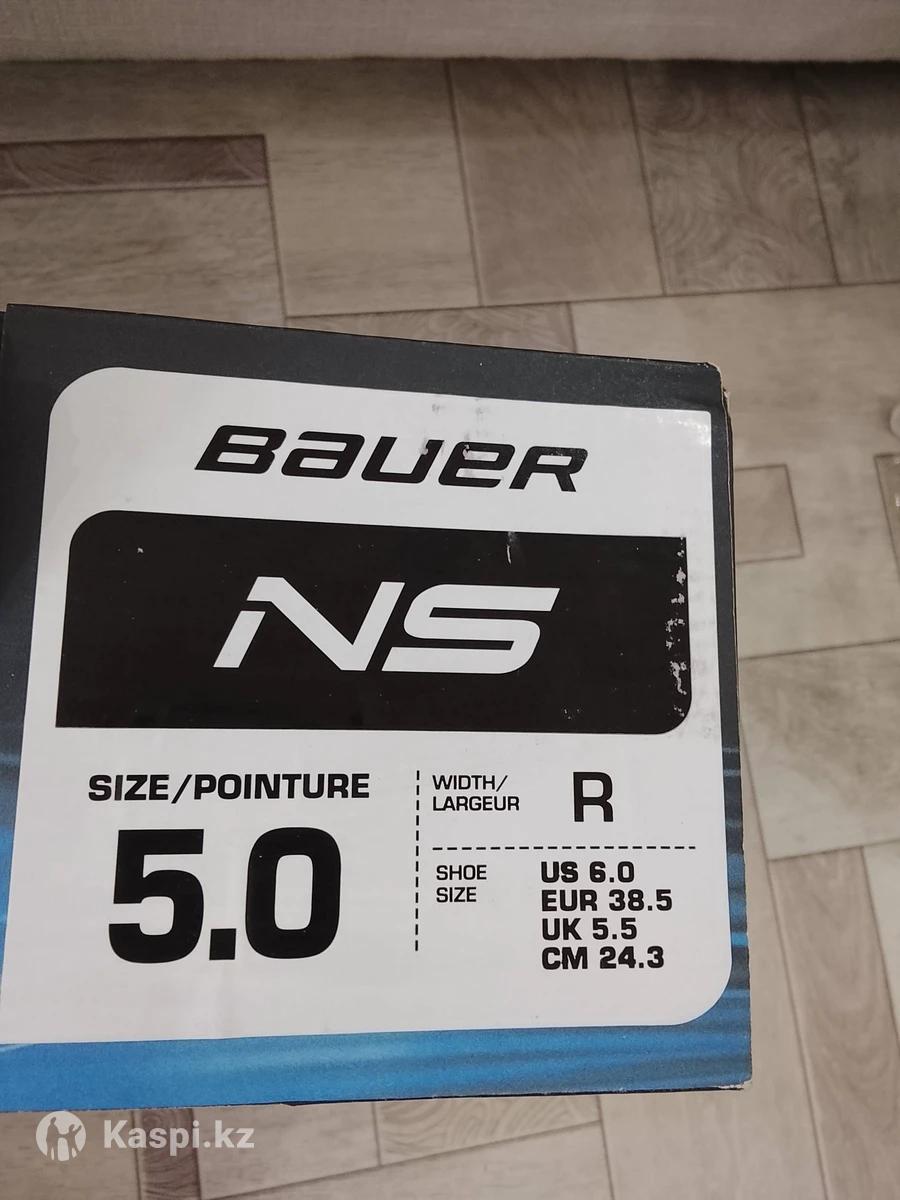 BAUER
NS
SIZE/POINTURE
5.0
WIDTH/
LARGEUR
R
SHOE
SIZE
US 6.0
EUR 38.5
UK 5.5
CM 24.3
Kaspi.kz